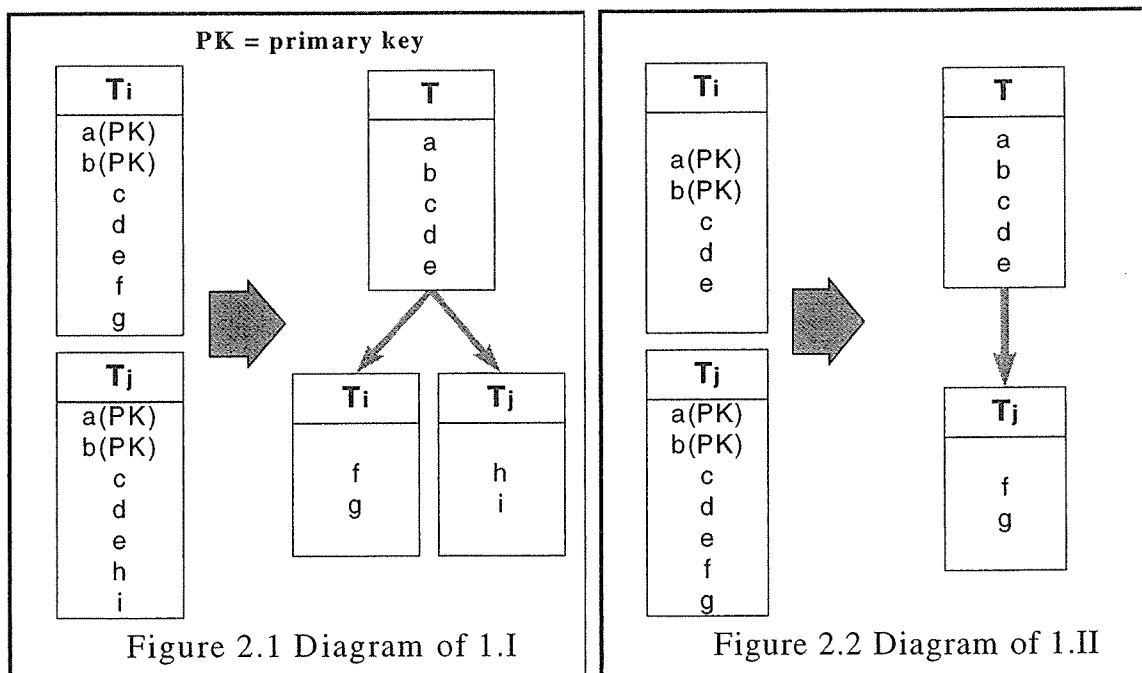 PK = primary key
Ti
a(PK)
b(PK)
c
d
e
f
g
Tj
a(PK)
b(PK)
c
d
e
h
i
T
a
b
c
d
e
Ti
f
g
Tj
h
i
Figure 2.1 Diagram of 1.I
Ti
a(PK)
b(PK)
c
d
e
Tj
a(PK)
b(PK)
c
d
e
f
g
T
a
b
c
d
e
Tj
f
g
Figure 2.2 Diagram of 1.II